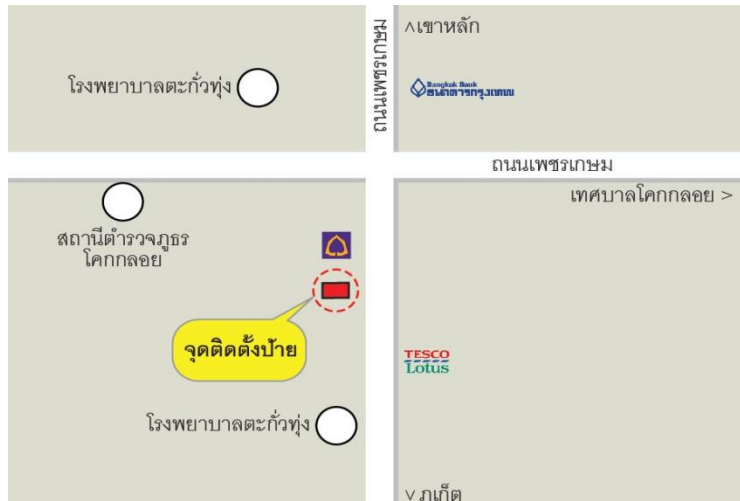 ^เขาหลัก
ถนนเพชรเกษม
โรงพยาบาลตะกั่วทุ่ง
Bangkok Bank
ธนาคารกรุงเทพ
ถนนเพชรเกษม
เทศบาลโคกกลอย >
สถานีตำรวจภูธร
โคกกลอย
จุดติดตั้งป้าย
TESCO
Lotus
โรงพยาบาลตะกั่วทุ่ง
v ภูเก็ต